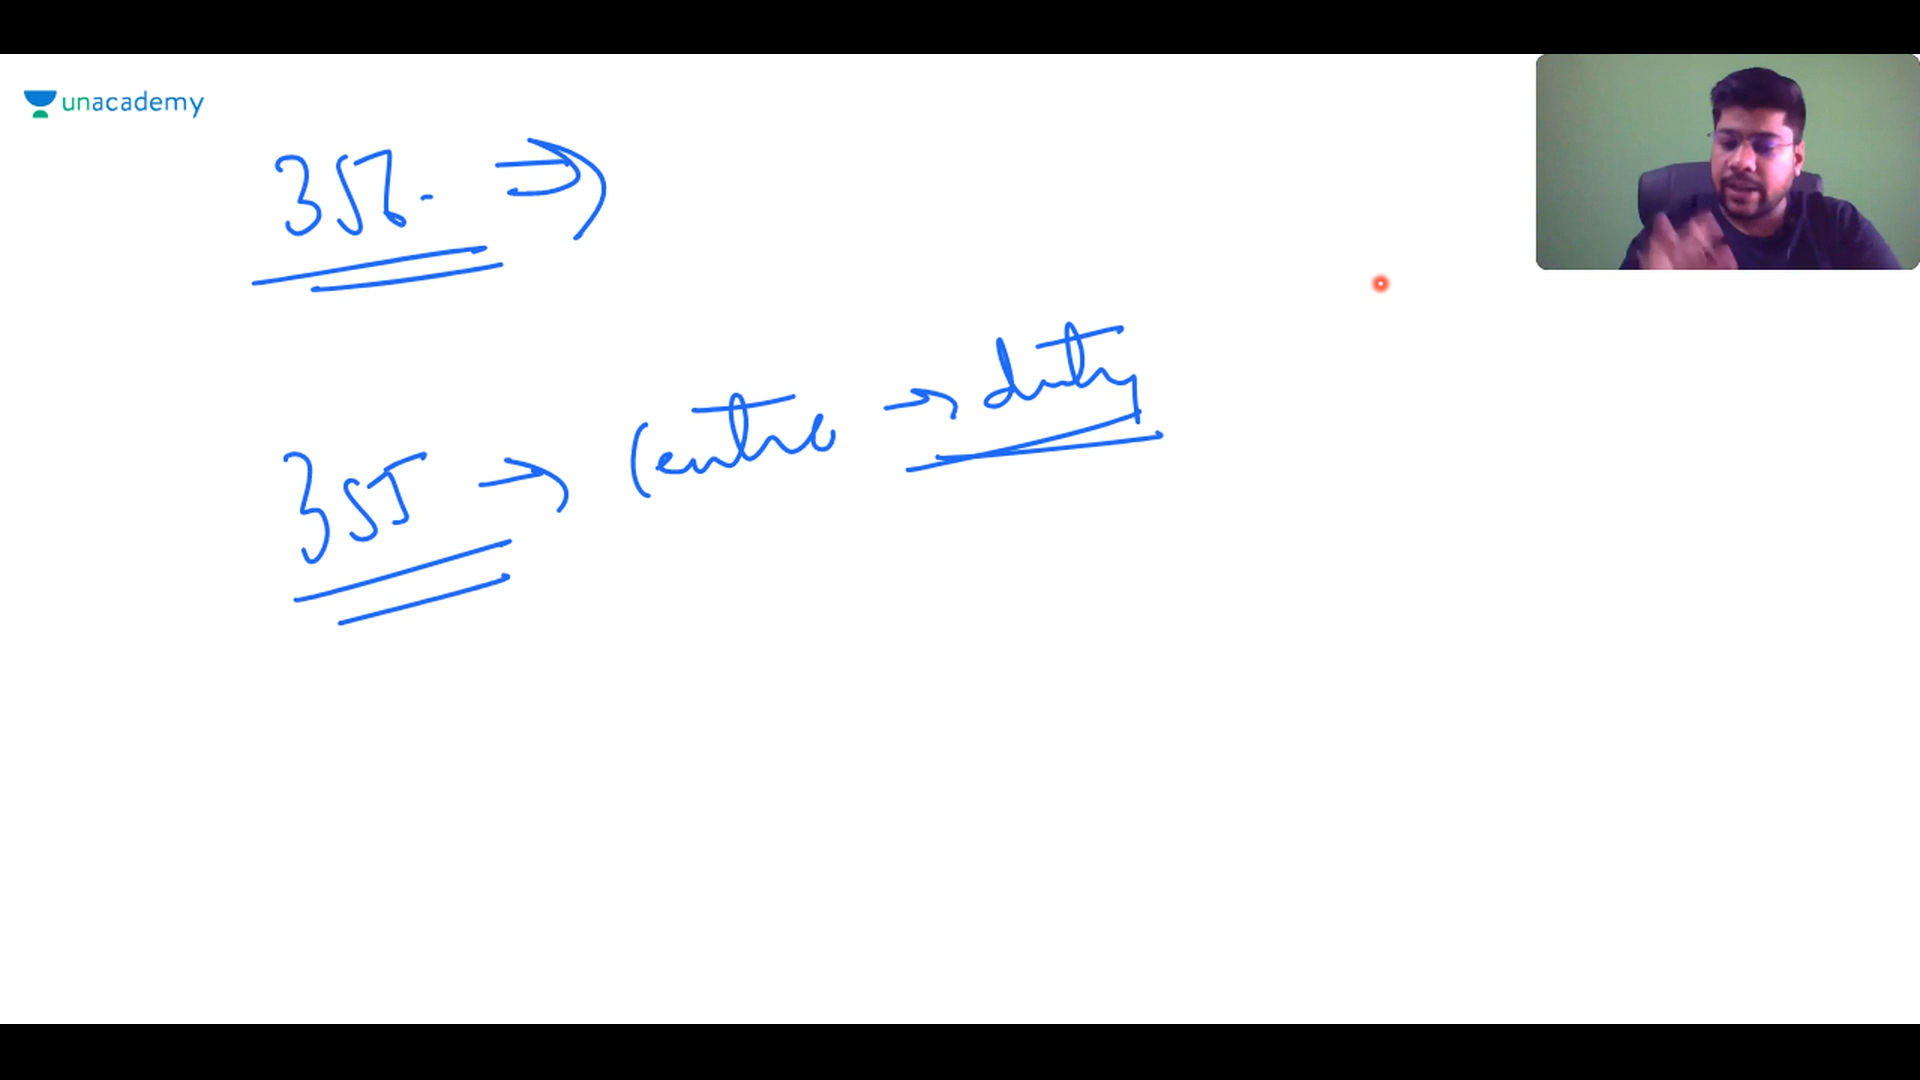 unacademy
356. ⇒
355 → Centre → duty